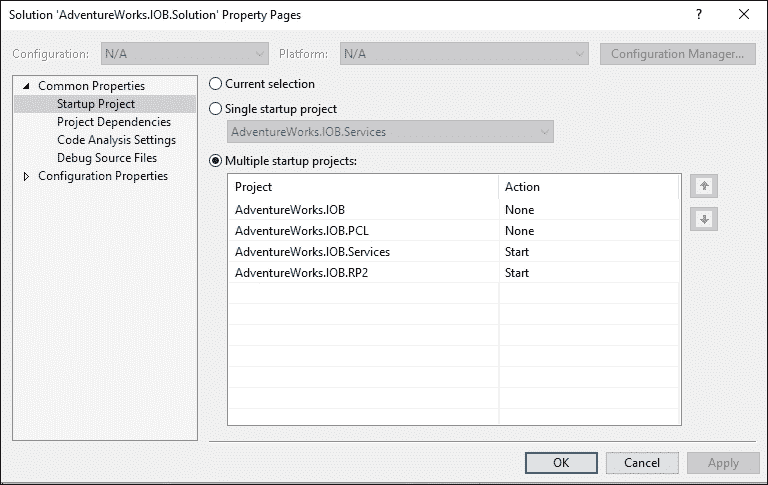 Solution 'AdventureWorks.IOB.Solution' Property Pages ? ×
Configuration: N/A Platform: N/A Configuration Manager...
Common Properties
Startup Project
Project Dependencies
Code Analysis Settings
Debug Source Files
Configuration Properties
Current selection
Single startup project
AdventureWorks.IOB.Services
Multiple startup projects:
Project Action
AdventureWorks.IOB None
AdventureWorks.IOB.PCL None
AdventureWorks.IOB.Services Start
AdventureWorks.IOB.RP2 Start
OK Cancel Apply